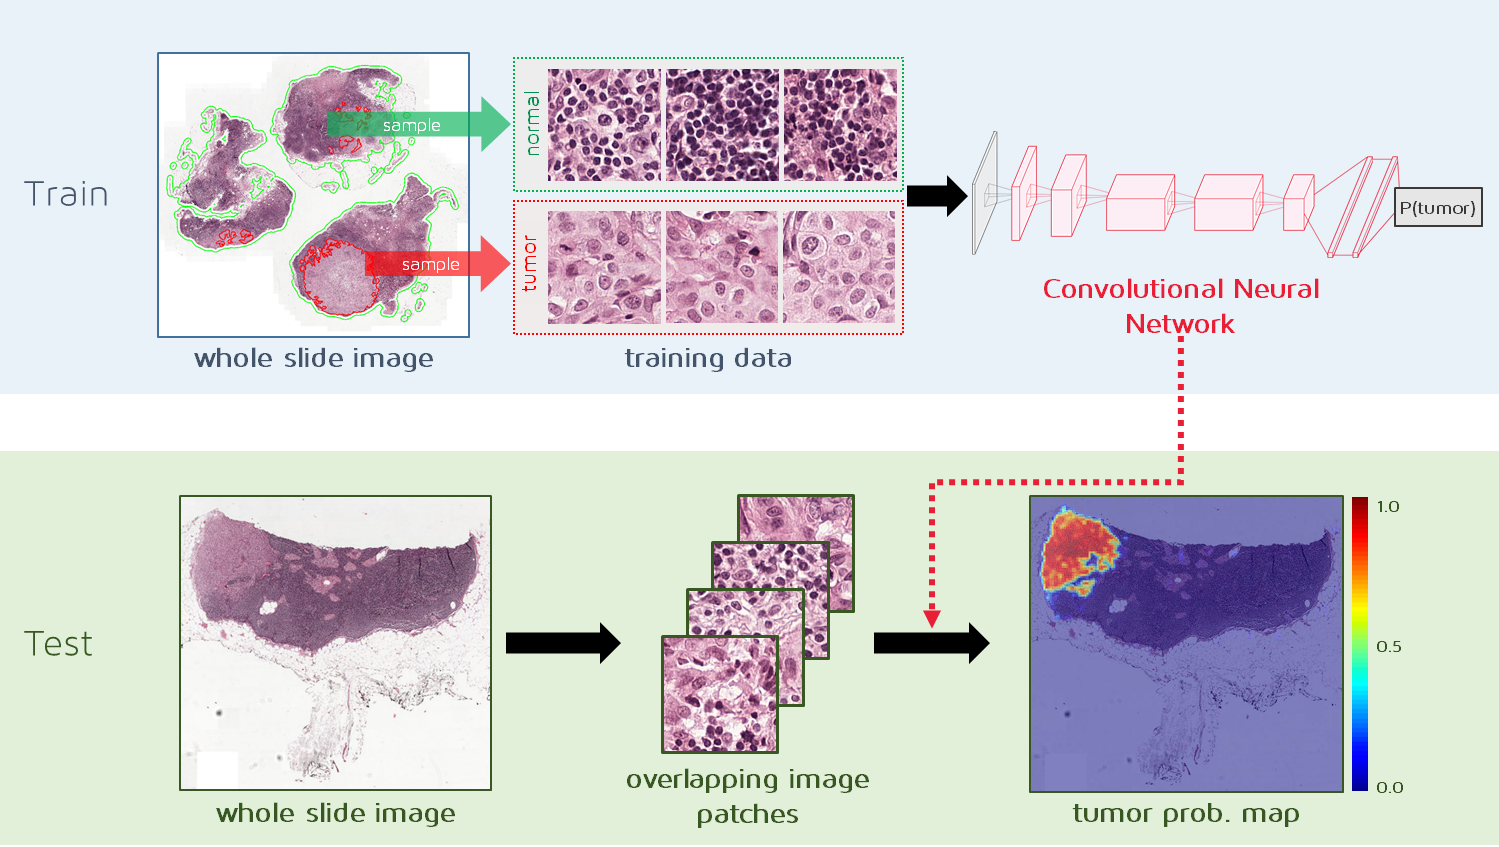 Train
sample
sample
whole slide image
normal
tumor
training data
P(tumor)
Convolutional Neural
Network
Test
whole slide image
overlapping image
patches
1.0
0.5
0.0
tumor prob. map